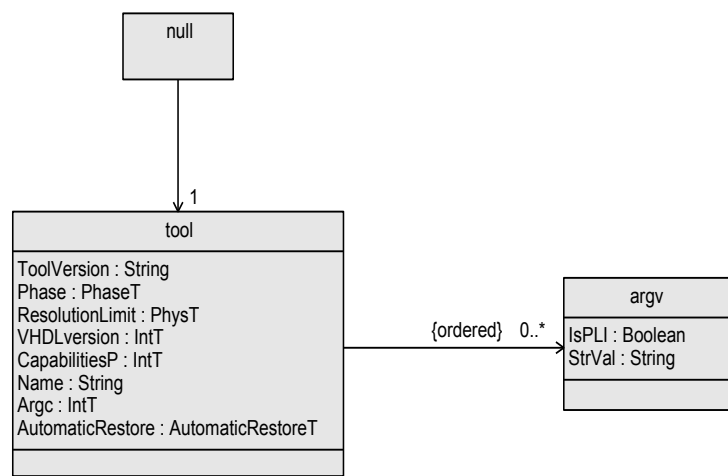 null
1
tool
ToolVersion : String
Phase : PhaseT
ResolutionLimit : PhysT
VHDLversion : IntT
CapabilitiesP : IntT
Name : String
Argc : IntT
AutomaticRestore : AutomaticRestoreT
{ordered} 0..*
argv
IsPLI : Boolean
StrVal : String